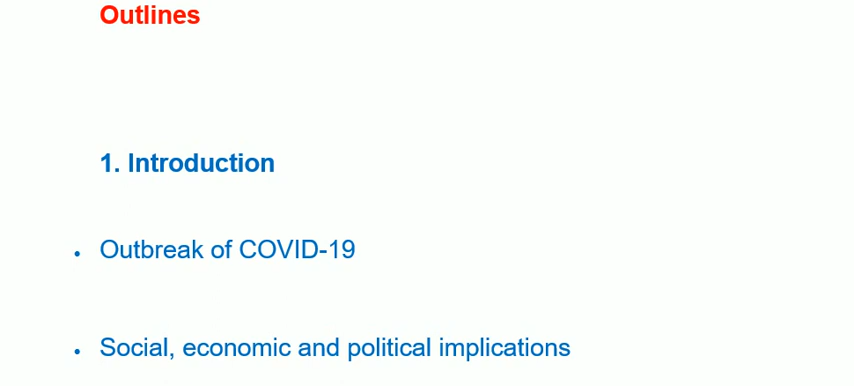 Outlines
1. Introduction
• Outbreak of COVID-19
• Social, economic and political implications